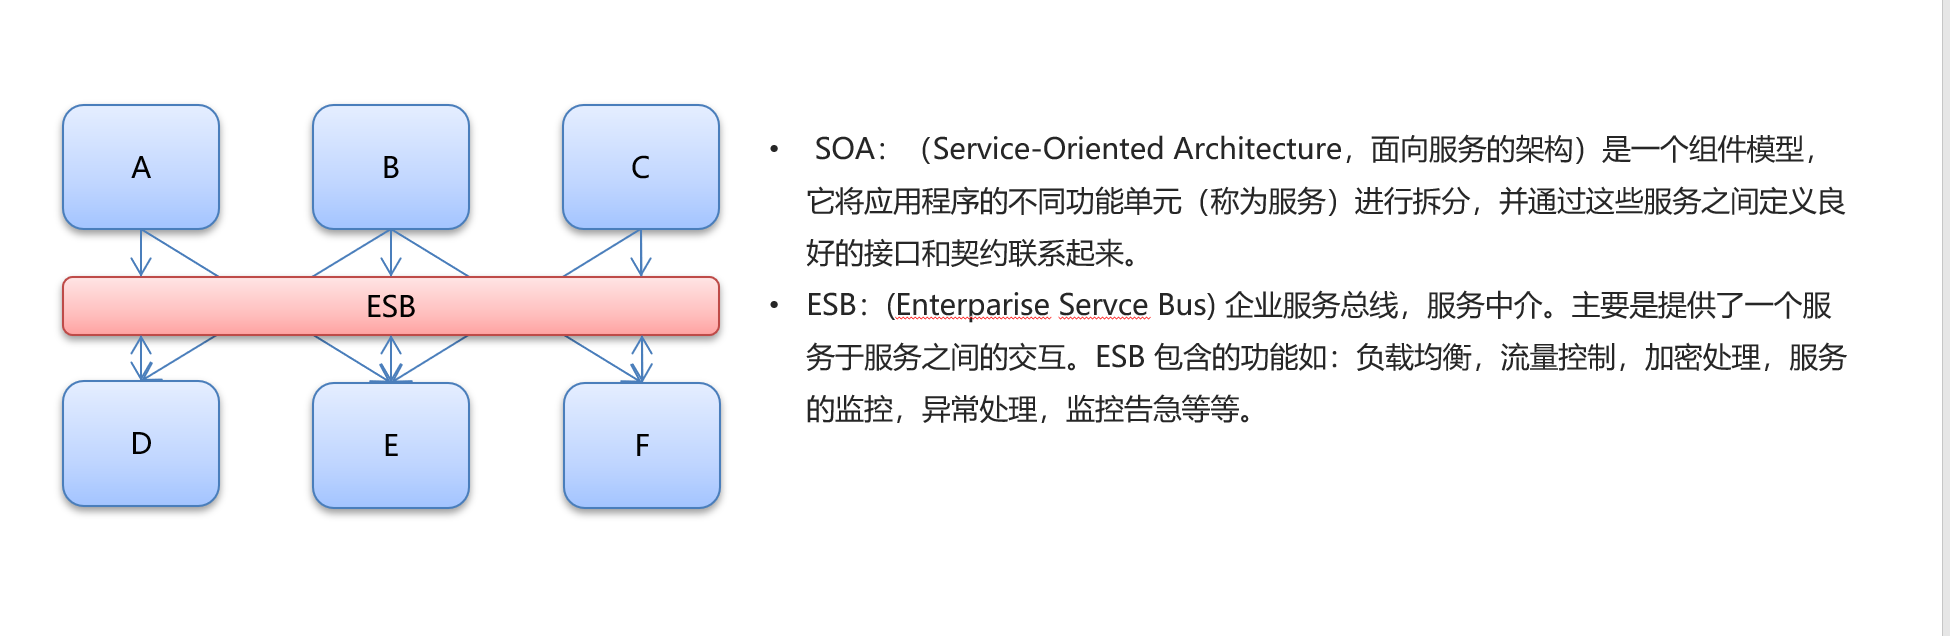 A
B
C
ESB
D
E
F
• SOA：（Service-Oriented Architecture，面向服务的架构）是一个组件模型，
它将应用程序的不同功能单元（称为服务）进行拆分，并通过这些服务之间定义良
好的接口和契约联系起来。
• ESB：(Enterparise Servce Bus) 企业服务总线，服务中介。主要是提供了一个服
务于服务之间的交互。ESB 包含的功能如：负载均衡，流量控制，加密处理，服务
的监控，异常处理，监控告急等等。